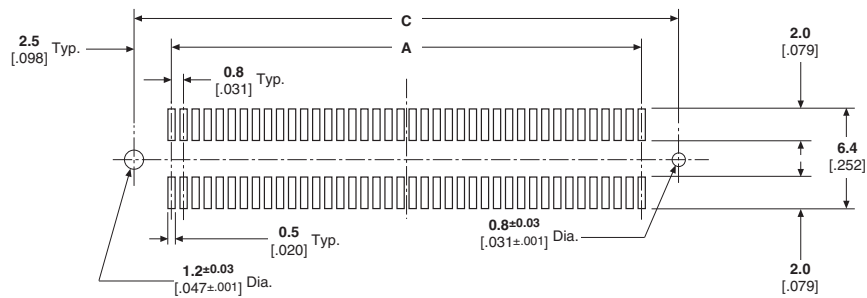 C
2.5
[.098] Typ.
A
2.0
[.079]
0.8
[.031] Typ.
6.4
[.252]
0.5
[.020] Typ.
0.8±0.03
[.031±.001] Dia.
1.2±0.03
[.047±.001] Dia.
2.0
[.079]